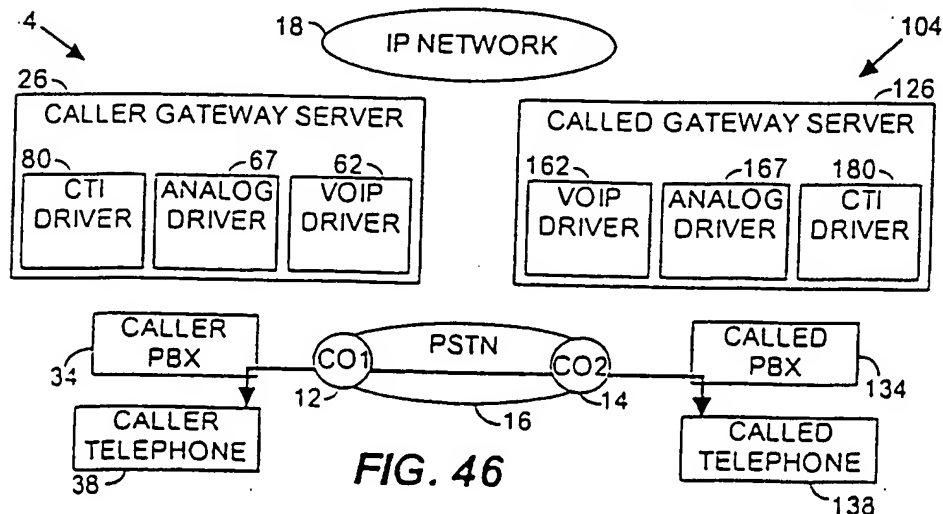 18
IP NETWORK
4
104
26
126
CALLER GATEWAY SERVER
CALLED GATEWAY SERVER
80
67
62
162
167
180
CTI DRIVER
ANALOG DRIVER
VOIP DRIVER
VOIP DRIVER
ANALOG DRIVER
CTI DRIVER
CALLER PBX
34
CO1
PSTN
CO2
CALLED PBX
134
12
16
14
CALLER TELEPHONE
38
CALLED TELEPHONE
138
FIG. 46